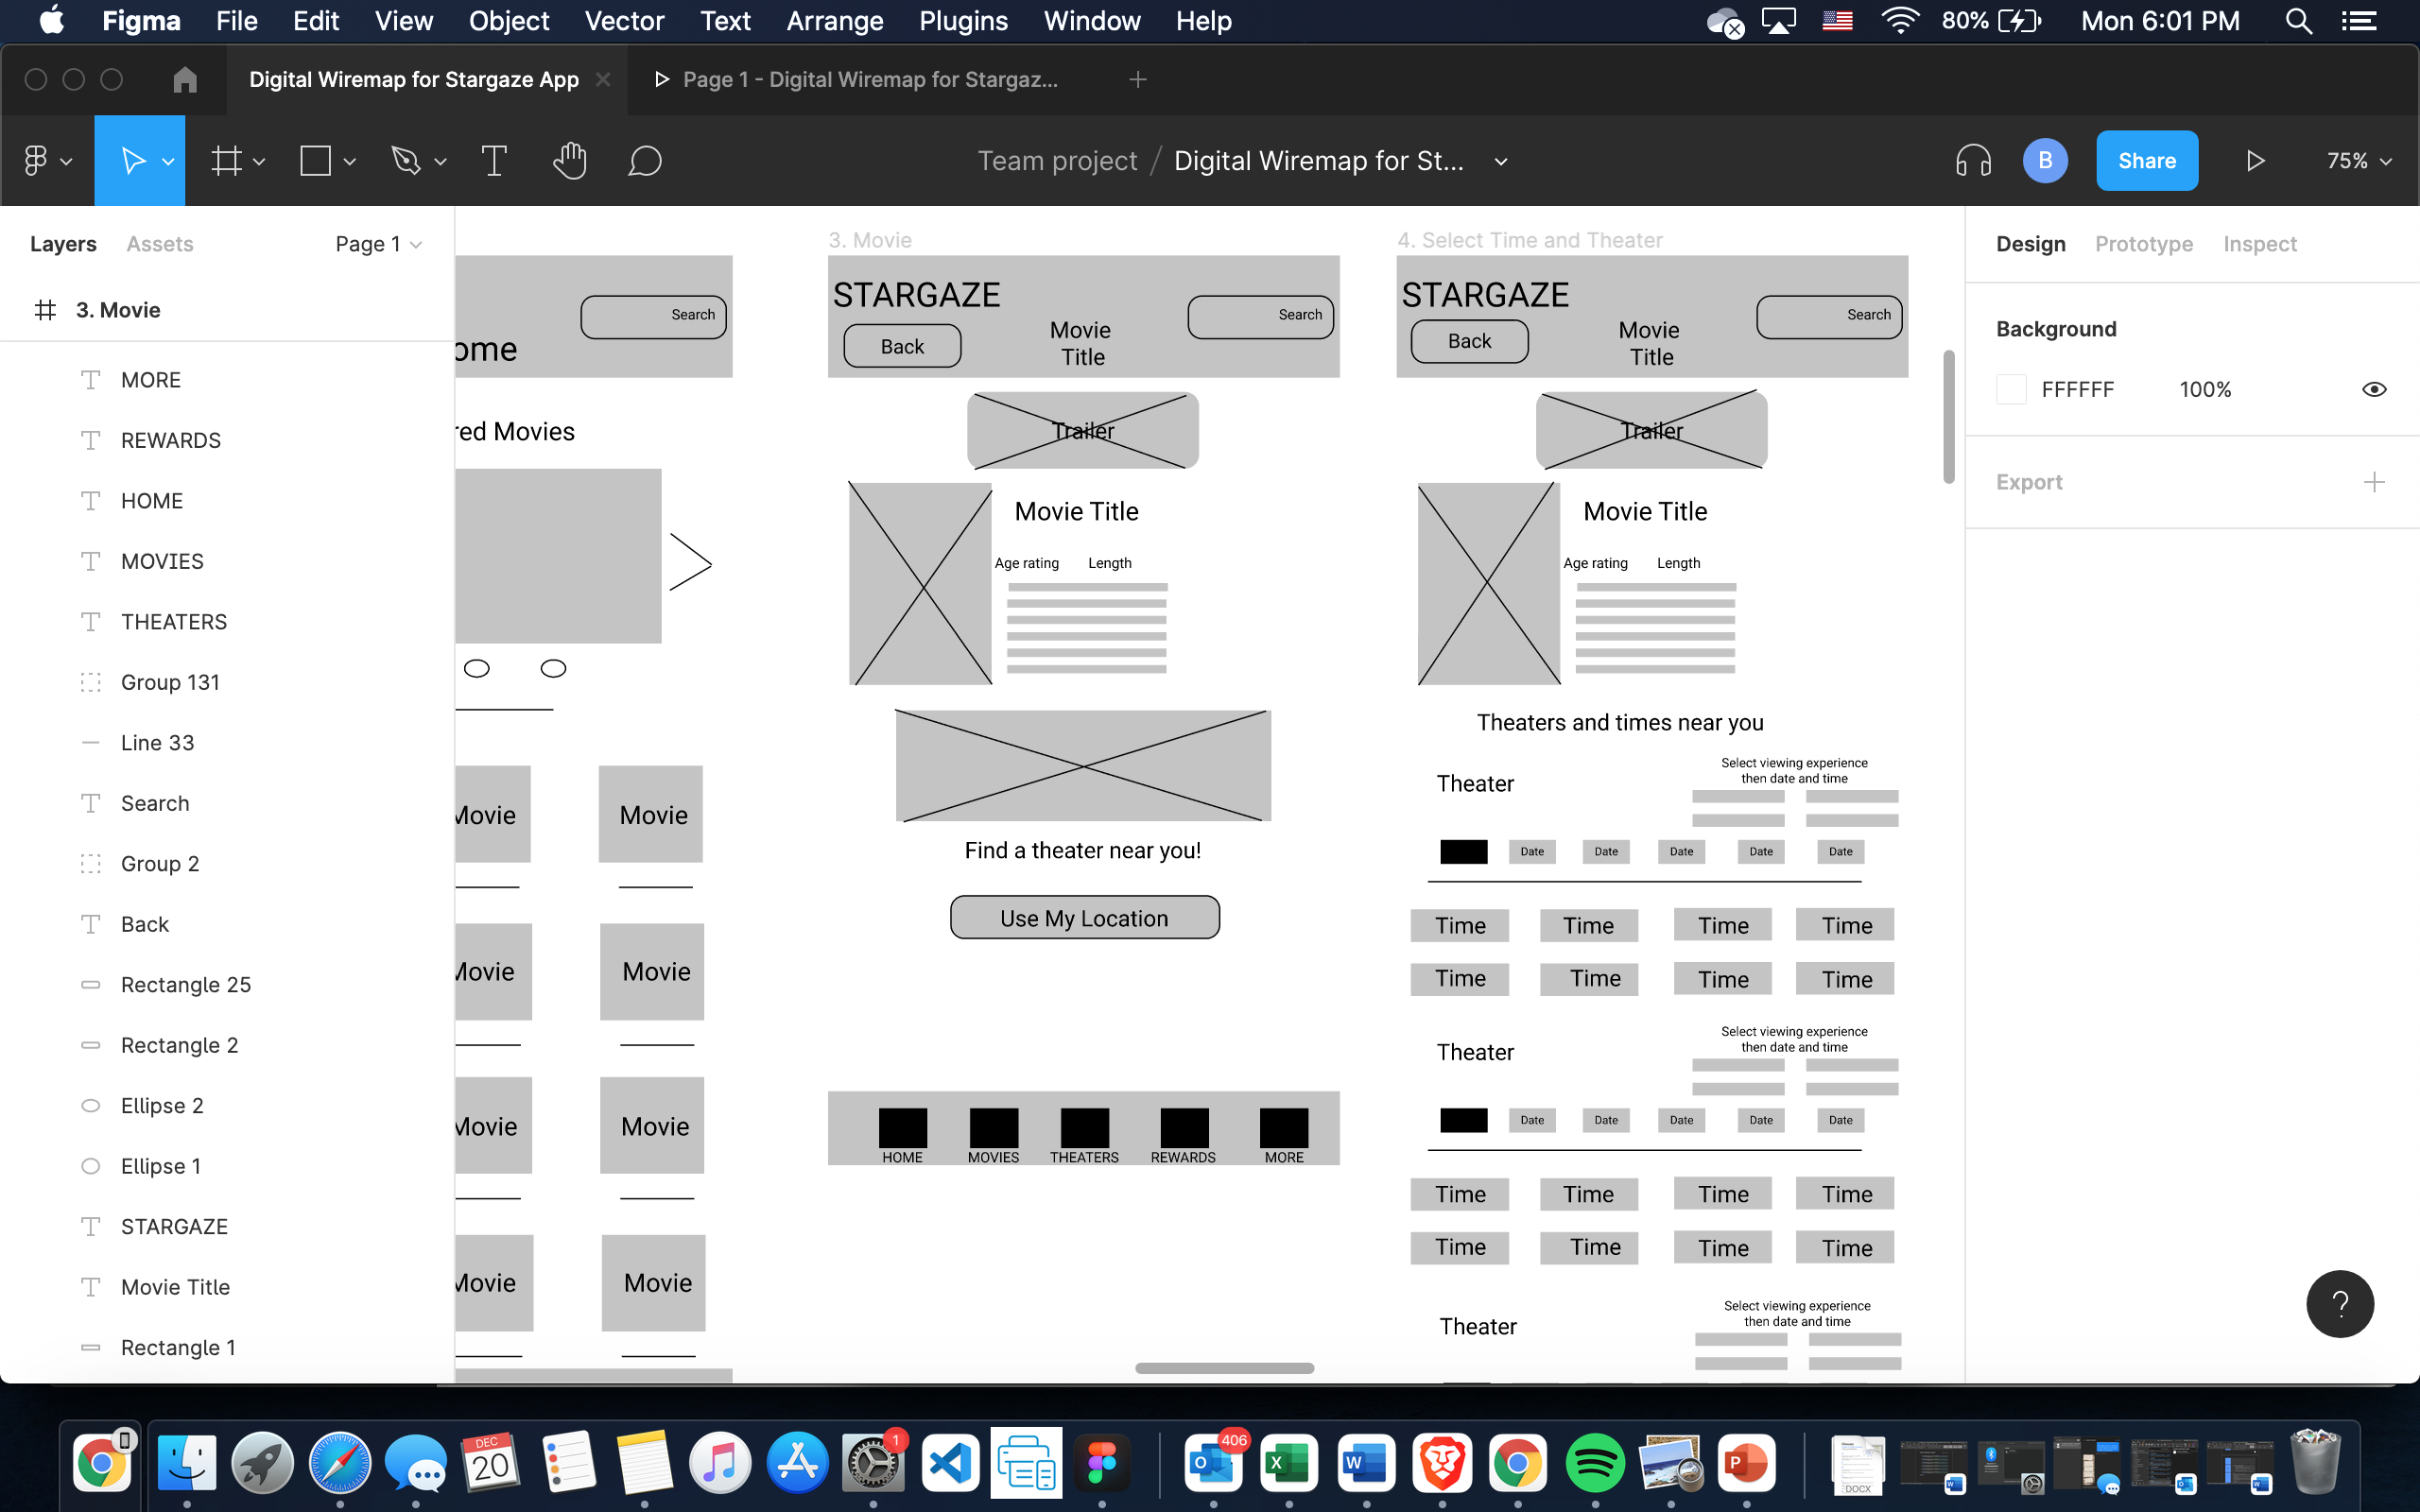 Figma File Edit View Object Vector Text Arrange Plugins Window Help 80% Mon 6:01 PM
Digital Wiremap for Stargaze App Page 1 - Digital Wiremap for Stargaz...
Team project / Digital Wiremap for St... B Share 75%
Layers Assets Page 1
3. Movie
MORE
REWARDS
HOME
MOVIES
THEATERS
Group 131
Line 33
Search
Group 2
Back
Rectangle 25
Rectangle 2
Ellipse 2
Ellipse 1
STARGAZE
Movie Title
Rectangle 1
Search
ome
red Movies
Movie Movie
Movie Movie
Movie Movie
Movie Movie
3. Movie
STARGAZE
Search
Back
Movie
Title
Trailer
Movie Title
Age rating Length
Find a theater near you!
Use My Location
HOME MOVIES THEATERS REWARDS MORE
4. Select Time and Theater
STARGAZE
Search
Back
Movie
Title
Trailer
Movie Title
Age rating Length
Theaters and times near you
Theater
Select viewing experience
then date and time
Date Date Date Date Date
Time Time Time Time
Time Time Time Time
Theater
Select viewing experience
then date and time
Date Date Date Date Date
Time Time Time Time
Time Time Time Time
Theater
Select viewing experience
then date and time
Design Prototype Inspect
Background
FFFFFF 100%
Export
?
DEC
20
1
406
O
X
W
P
DOCX